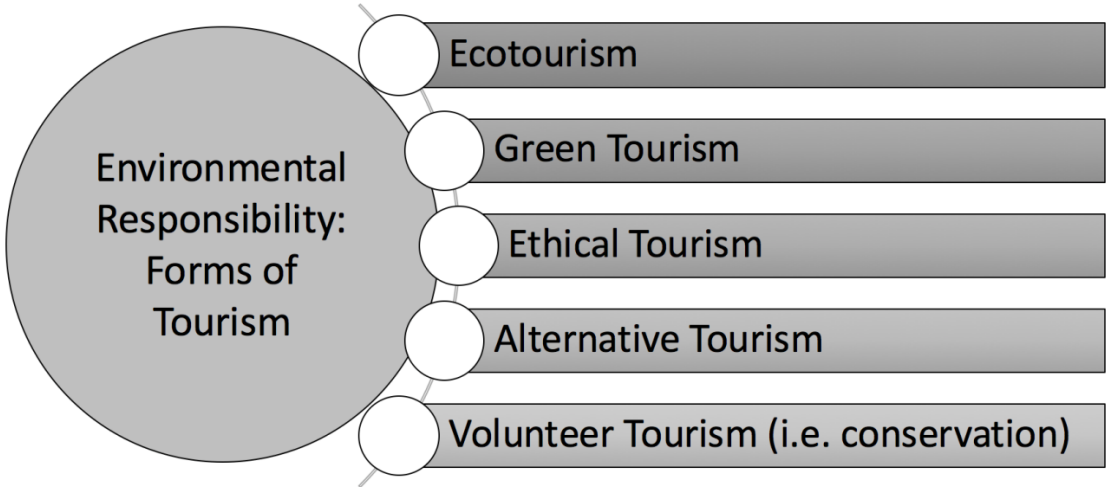 Environmental
Responsibility:
Forms of
Tourism
Ecotourism
Green Tourism
Ethical Tourism
Alternative Tourism
Volunteer Tourism (i.e. conservation)